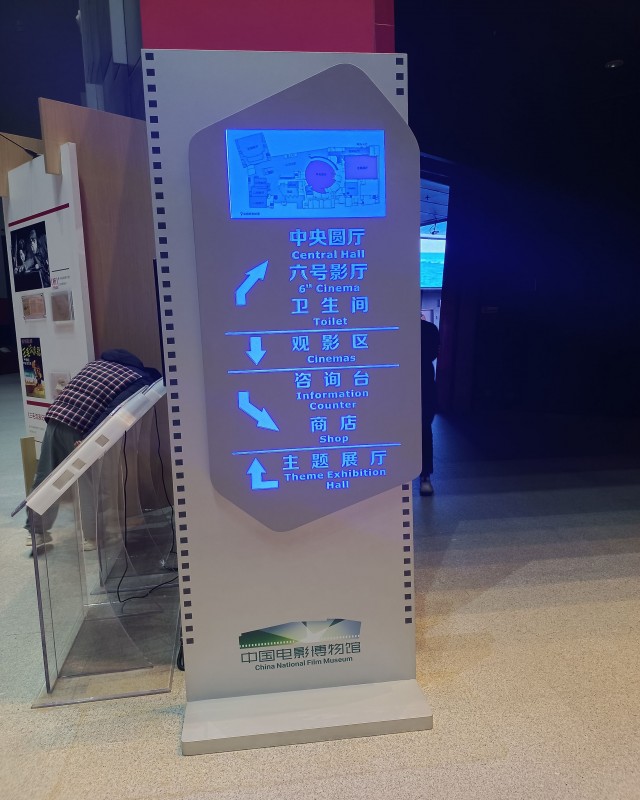 中央圆厅
Central Hall
六号影厅
6th Cinema
卫生间
Toilet
观影区
Cinemas
咨询台
Information
Counter
商店
Shop
主题展厅
Theme Exhibition
Hall
中国电影博物馆
China National Film Museum